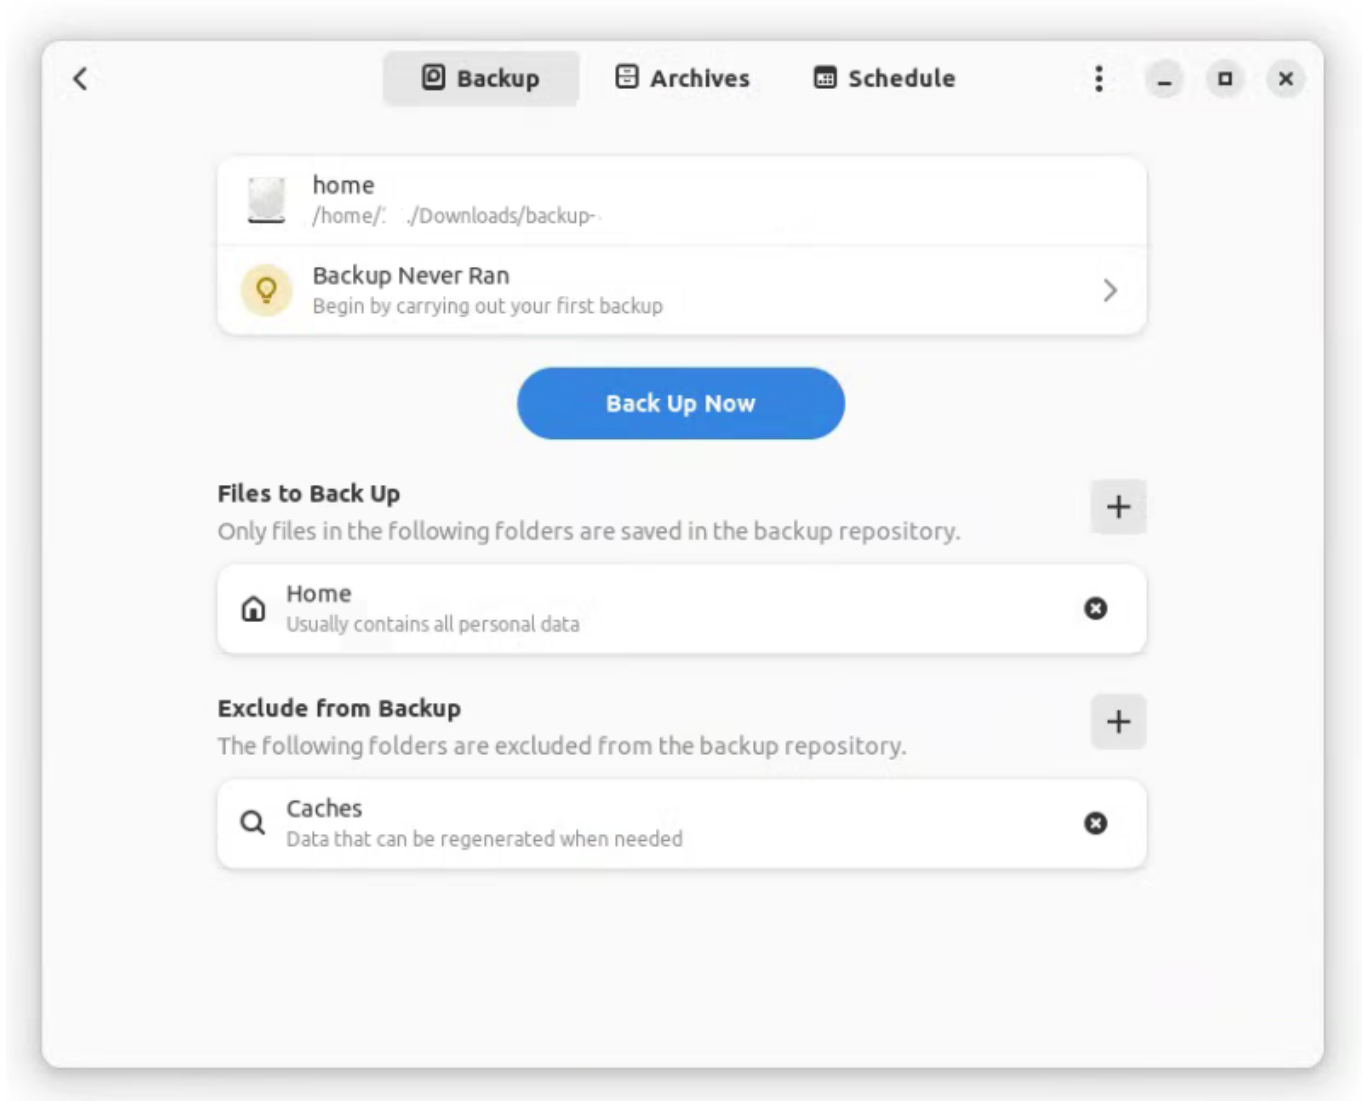 Backup
Archives
Schedule
home
/home/ ./Downloads/backup-
Backup Never Ran
Begin by carrying out your first backup
Back Up Now
Files to Back Up
Only files in the following folders are saved in the backup repository.
Home
Usually contains all personal data
Exclude from Backup
The following folders are excluded from the backup repository.
Caches
Data that can be regenerated when needed